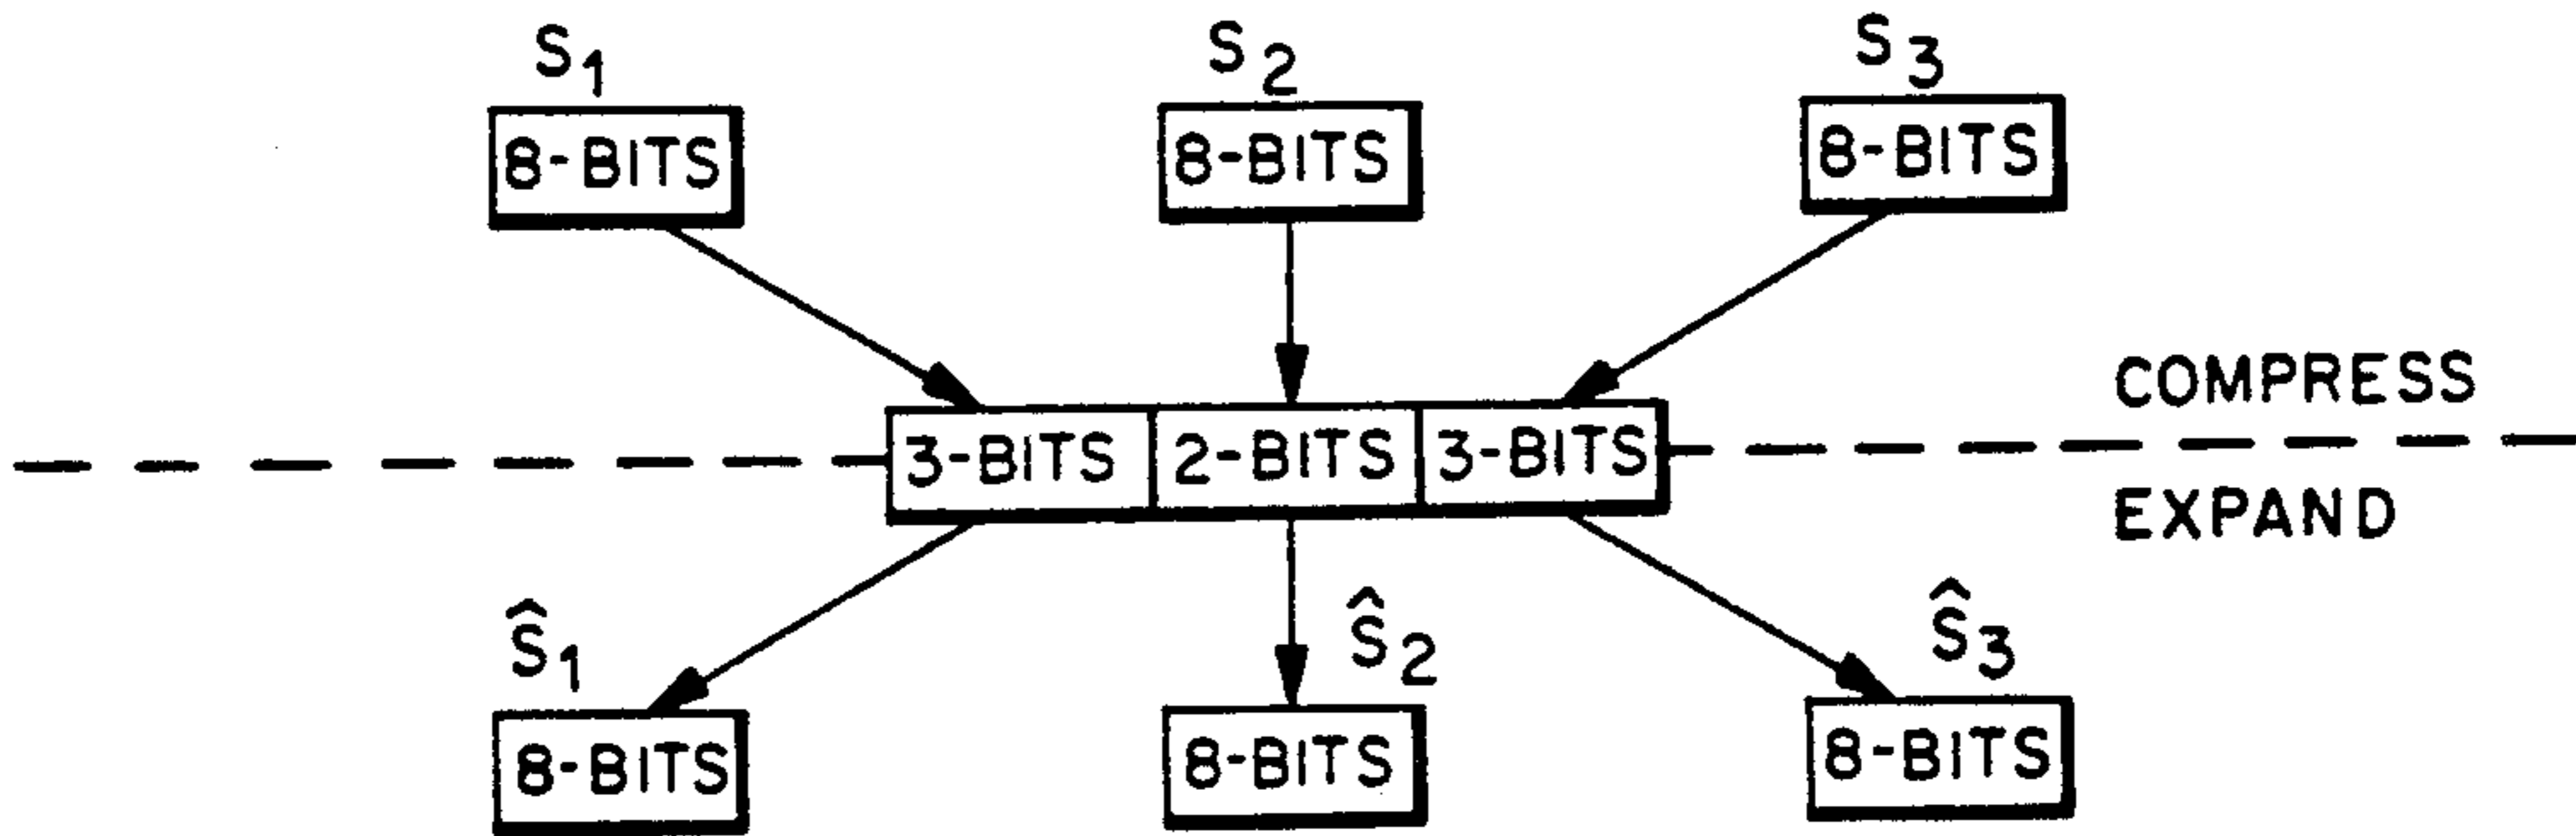 S1 S2 S3
8-BITS 8-BITS 8-BITS
COMPRESS
3-BITS 2-BITS 3-BITS
EXPAND
Ŝ1 Ŝ2 Ŝ3
8-BITS 8-BITS 8-BITS